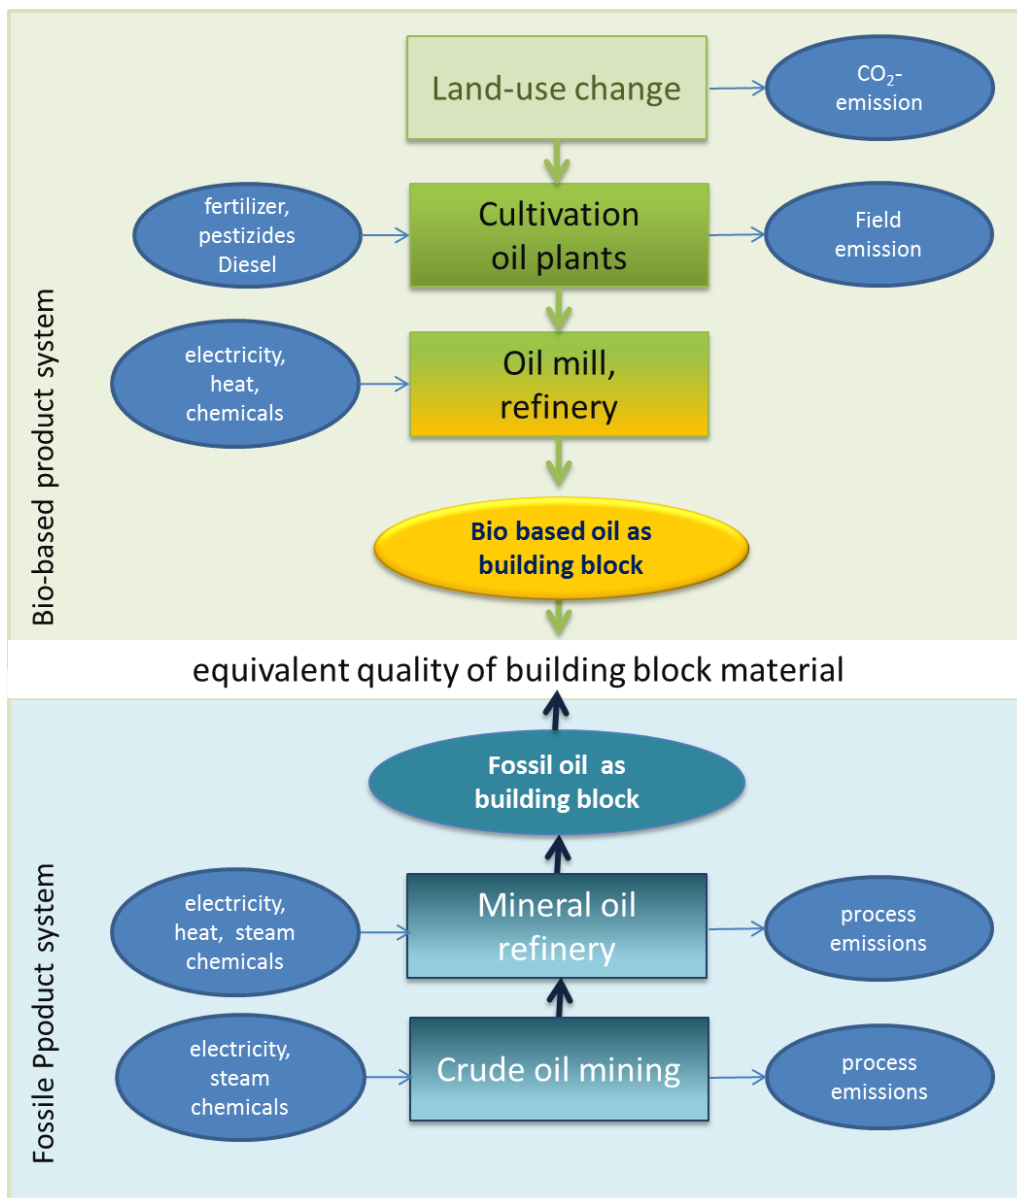 Bio-based product system
Land-use change
CO₂-
emission
fertilizer,
pestizides
Diesel
Cultivation
oil plants
Field
emission
electricity,
heat,
chemicals
Oil mill,
refinery
Bio based oil as
building block
equivalent quality of building block material
Fossile Ppoduct system
Fossil oil  as
building block
electricity,
heat,  steam
chemicals
Mineral oil
refinery
process
emissions
electricity,
steam
chemicals
Crude oil mining
process
emissions